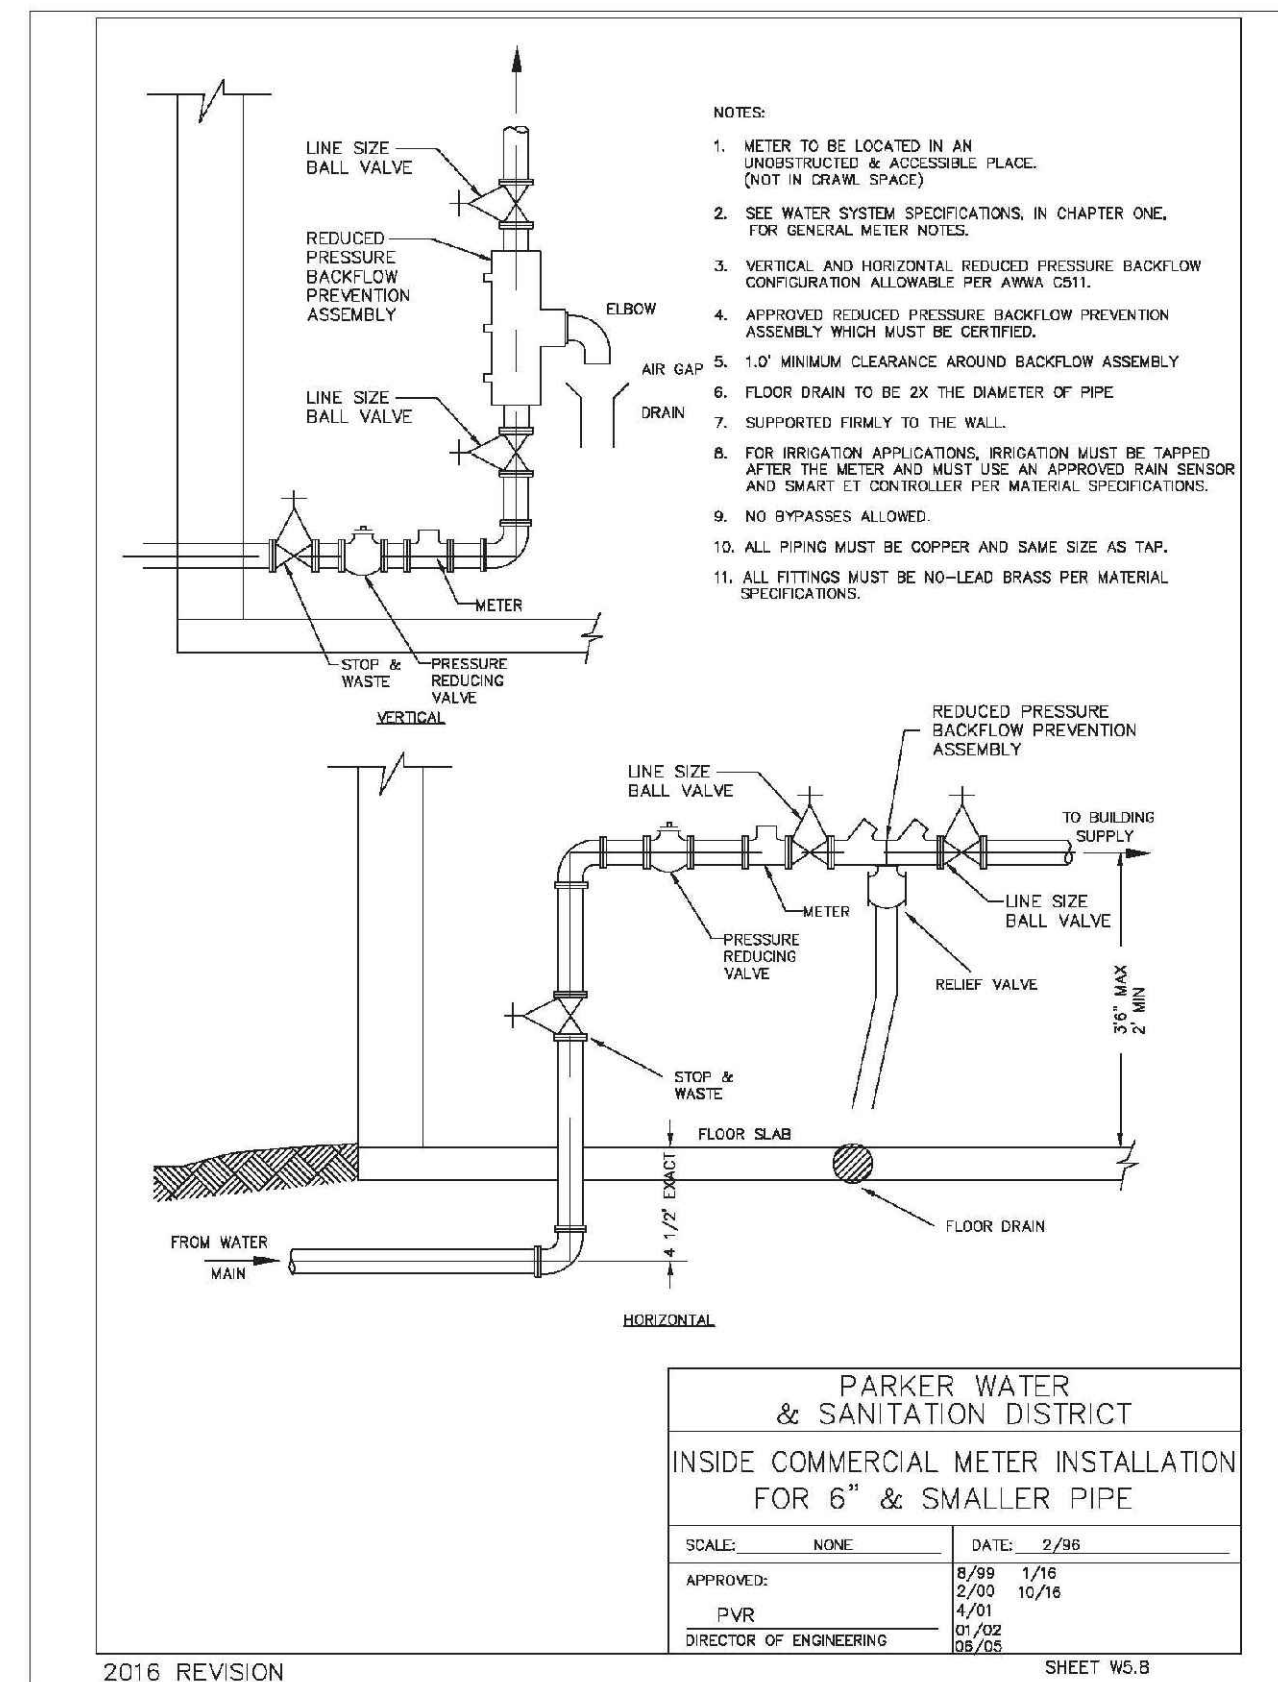 LINE SIZE
BALL VALVE
REDUCED
PRESSURE
BACKFLOW
PREVENTION
ASSEMBLY
ELBOW
AIR GAP
DRAIN
LINE SIZE
BALL VALVE
METER
STOP &
WASTE
PRESSURE
REDUCING
VALVE
VERTICAL
NOTES:
1. METER TO BE LOCATED IN AN
UNOBSTRUCTED & ACCESSIBLE PLACE.
(NOT IN CRAWL SPACE)
2. SEE WATER SYSTEM SPECIFICATIONS, IN CHAPTER ONE,
FOR GENERAL METER NOTES.
3. VERTICAL AND HORIZONTAL REDUCED PRESSURE BACKFLOW
CONFIGURATION ALLOWABLE PER AWWA C511.
4. APPROVED REDUCED PRESSURE BACKFLOW PREVENTION
ASSEMBLY WHICH MUST BE CERTIFIED.
5. 1.0' MINIMUM CLEARANCE AROUND BACKFLOW ASSEMBLY
6. FLOOR DRAIN TO BE 2X THE DIAMETER OF PIPE
7. SUPPORTED FIRMLY TO THE WALL.
8. FOR IRRIGATION APPLICATIONS, IRRIGATION MUST BE TAPPED
AFTER THE METER AND MUST USE AN APPROVED RAIN SENSOR
AND SMART ET CONTROLLER PER MATERIAL SPECIFICATIONS.
9. NO BYPASSES ALLOWED.
10. ALL PIPING MUST BE COPPER AND SAME SIZE AS TAP.
11. ALL FITTINGS MUST BE NO-LEAD BRASS PER MATERIAL
SPECIFICATIONS.
REDUCED PRESSURE
BACKFLOW PREVENTION
ASSEMBLY
LINE SIZE
BALL VALVE
TO BUILDING
SUPPLY
METER
LINE SIZE
BALL VALVE
PRESSURE
REDUCING
VALVE
RELIEF VALVE
3'6" MAX
2' MIN
STOP &
WASTE
FLOOR SLAB
4 1/2' EXACT
FLOOR DRAIN
FROM WATER
MAIN
HORIZONTAL
PARKER WATER
& SANITATION DISTRICT
INSIDE COMMERCIAL METER INSTALLATION
FOR 6" & SMALLER PIPE
SCALE: NONE
DATE: 2/96
APPROVED:
PVR
DIRECTOR OF ENGINEERING
8/99 1/16
2/00 10/16
4/01
01/02
06/05
2016 REVISION
SHEET W5.8